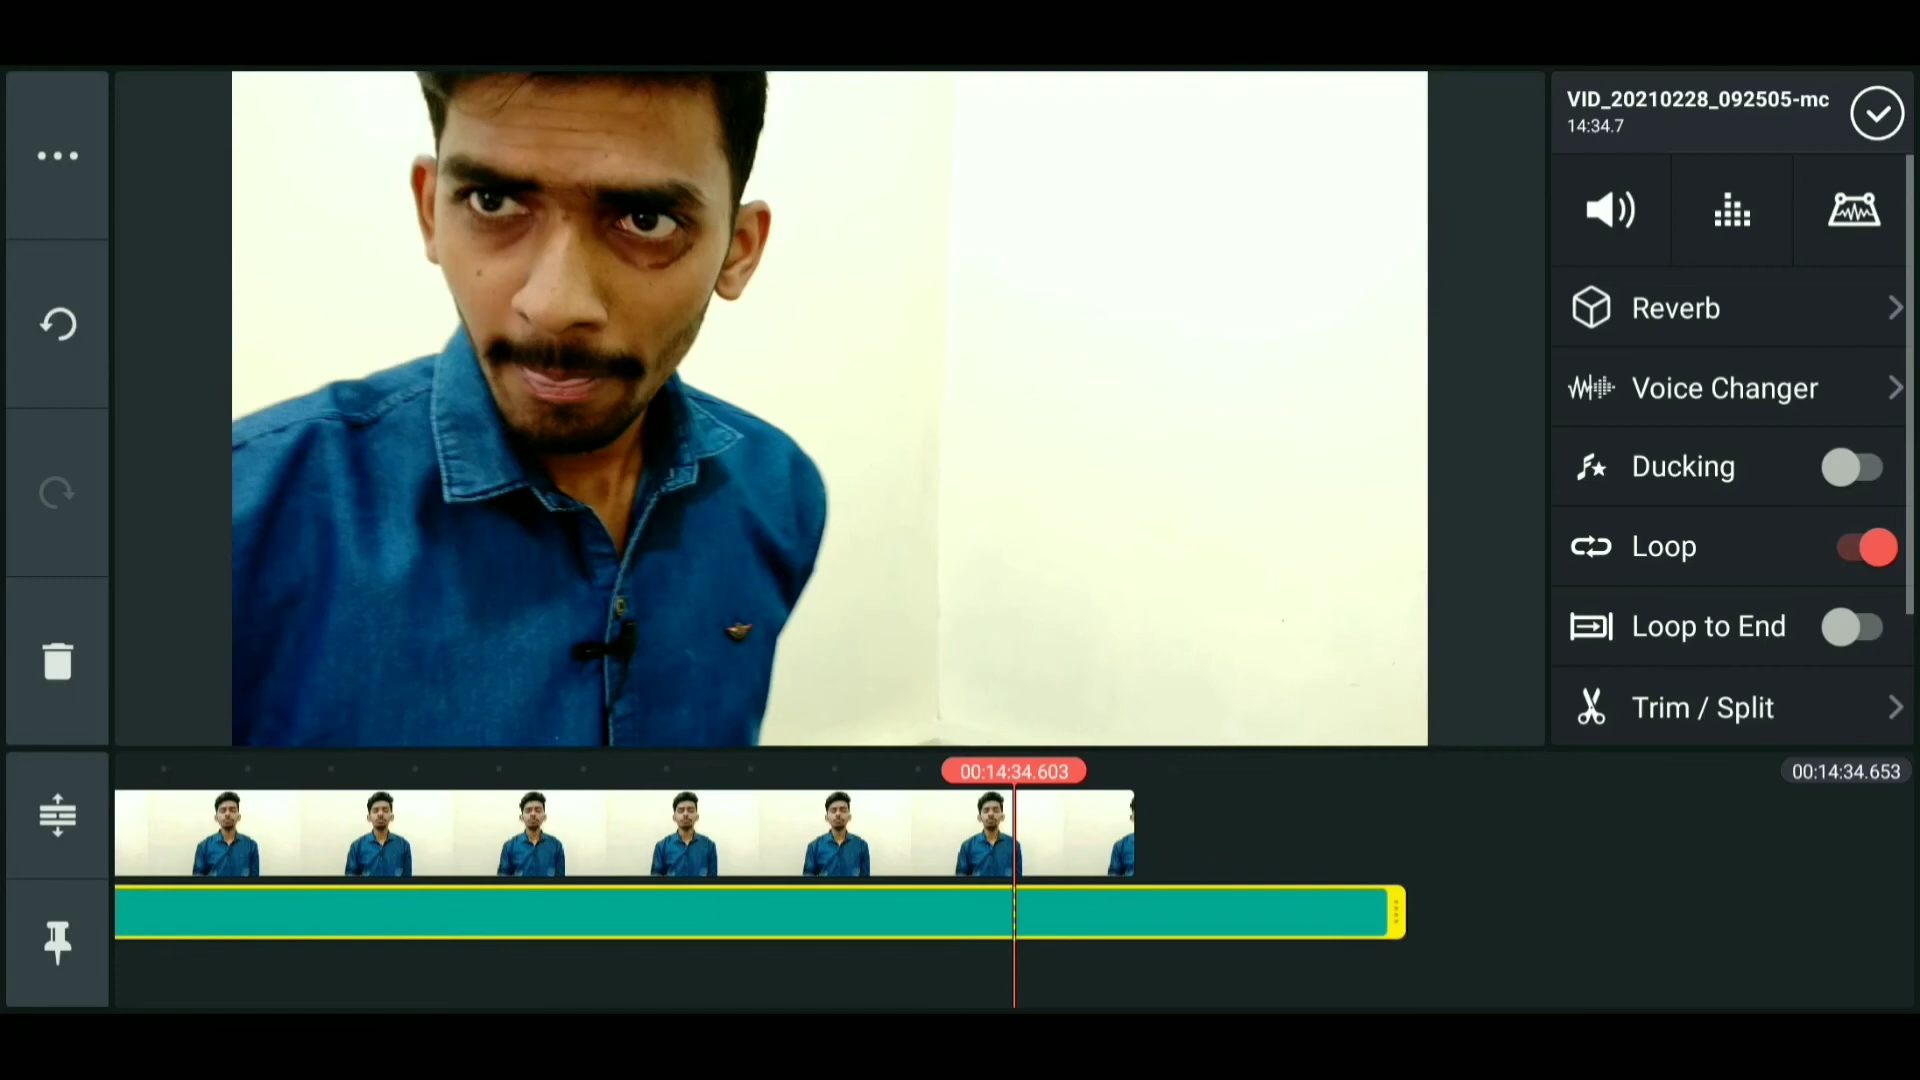 VID_20210228_092505-mc
14:34.7
Reverb
Voice Changer
Ducking
Loop
Loop to End
Trim / Split
00:14:34.603
00:14:34.653